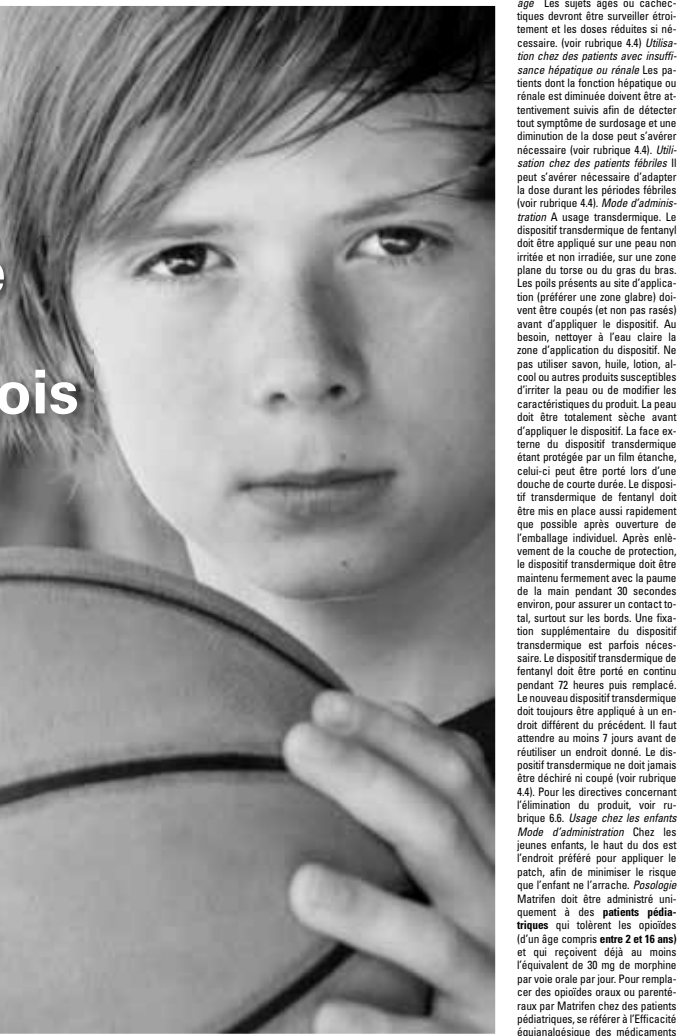 e
ois
âgé Les sujets âgés ou cachec-
tiques devront être surveiller étroi-
tement et les doses réduites si né-
cessaire. (voir rubrique 4.4) Utilisa-
tion chez des patients avec insuffi-
sance hépatique ou rénale Les pa-
tients dont la fonction hépatique ou
rénale est diminuée doivent être at-
tentivement suivis afin de détecter
tout symptôme de surdosage et une
diminution de la dose peut s'avérer
nécessaire (voir rubrique 4.4). Utili-
sation chez des patients fébriles Il
peut s'avérer nécessaire d'adapter
la dose durant les périodes fébriles
(voir rubrique 4.4). Mode d'adminis-
tration A usage transdermique. Le
dispositif transdermique de fentanyl
doit être appliqué sur une peau non
irritée et non irradiée, sur une zone
plane du torse ou du gras du bras.
Les poils présents au site d'applica-
tion (préférer une zone glabre) doi-
vent être coupés (et non pas rasés)
avant d'appliquer le dispositif. Au
besoin, nettoyer à l'eau claire la
zone d'application du dispositif. Ne
pas utiliser savon, huile, lotion, al-
cool ou autres produits susceptibles
d'irriter la peau ou de modifier les
caractéristiques du produit. La peau
doit être totalement sèche avant
d'appliquer le dispositif. La face ex-
terne du dispositif transdermique
étant protégée par un film étanche,
celui-ci peut être porté lors d'une
douche de courte durée. Le disposi-
tif transdermique de fentanyl doit
être mis en place aussi rapidement
que possible après ouverture de
l'emballage individuel. Après enlè-
vement de la couche de protection,
le dispositif transdermique doit être
maintenu fermement avec la paume
de la main pendant 30 secondes
environ, pour assurer un contact to-
tal, surtout sur les bords. Une fixa-
tion supplémentaire du dispositif
transdermique est parfois néces-
saire. Le dispositif transdermique de
fentanyl doit être porté en continu
pendant 72 heures puis remplacé.
Le nouveau dispositif transdermique
doit toujours être appliqué à un en-
droit différent du précédent. Il faut
attendre au moins 7 jours avant de
réutiliser un endroit donné. Le dis-
positif transdermique ne doit jamais
être déchiré ni coupé (voir rubrique
4.4). Pour les directives concernant
l'élimination du produit, voir ru-
brique 6.6. Usage chez les enfants
Mode d'administration Chez les
jeunes enfants, le haut du dos est
l'endroit préféré pour appliquer le
patch, afin de minimiser le risque
que l'enfant ne l'arrache. Posologie
Matrifen doit être administré uni-
quement à des patients pédia-
triques qui tolèrent les opioïdes
(d'un âge compris entre 2 et 16 ans)
et qui reçoivent déjà au moins
l'équivalent de 30 mg de morphine
par voie orale par jour. Pour rempla-
cer des opioïdes oraux ou parenté-
raux par Matrifen chez des patients
pédiatriques, se référer à l'Efficacité
équianalgésique des médicaments